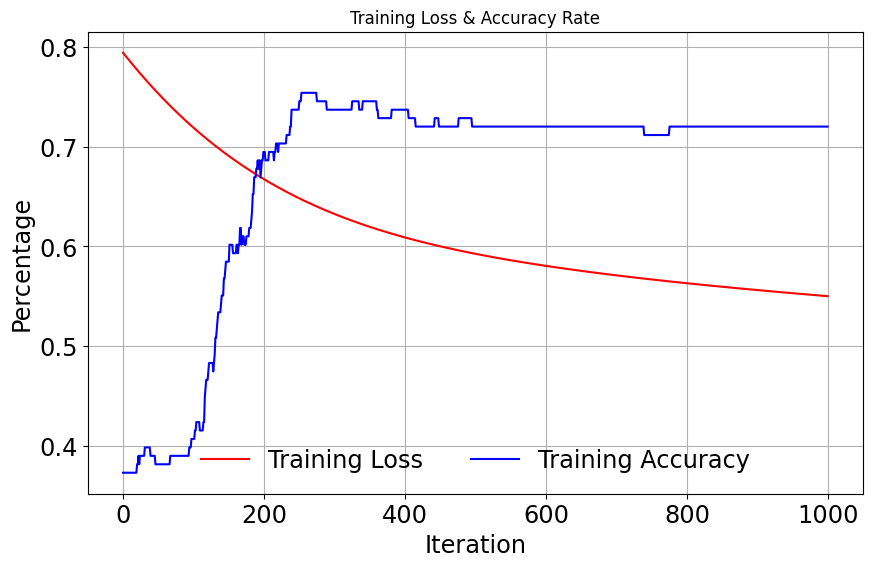 Training Loss & Accuracy Rate
0.8
0.7
0.6
0.5
0.4
Percentage
Training Loss Training Accuracy
0 200 400 600 800 1000
Iteration